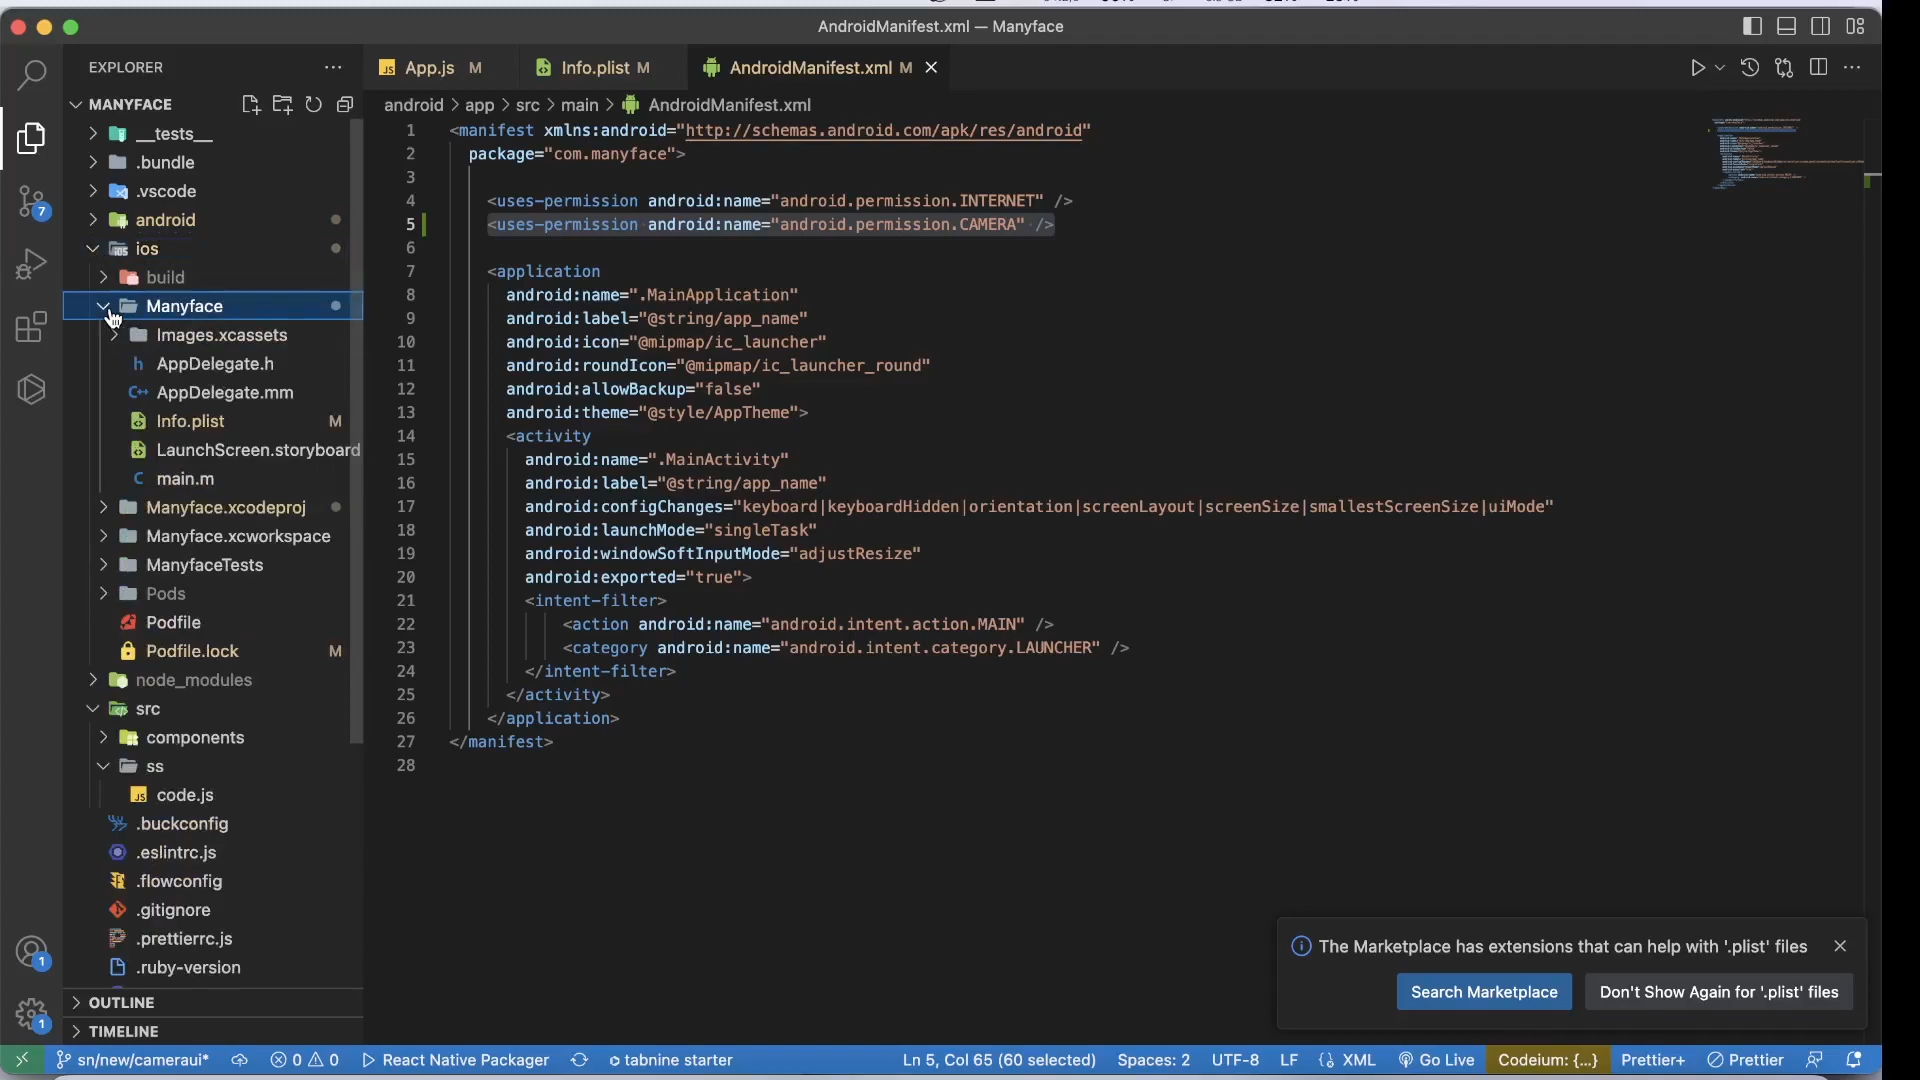 AndroidManifest.xml — Manyface
EXPLORER
MANYFACE
__tests__
.bundle
.vscode
android
ios
build
Manyface
Images.xcassets
AppDelegate.h
AppDelegate.mm
Info.plist M
LaunchScreen.storyboard
main.m
Manyface.xcodeproj
Manyface.xcworkspace
ManyfaceTests
Pods
Podfile
Podfile.lock M
node_modules
src
components
ss
code.js
.buckconfig
.eslintrc.js
.flowconfig
.gitignore
.prettierrc.js
.ruby-version
OUTLINE
TIMELINE
7
1
1
App.js M Info.plist M AndroidManifest.xml M
android > app > src > main > AndroidManifest.xml
1 <manifest xmlns:android="http://schemas.android.com/apk/res/android"
2 package="com.manyface">
3
4 <uses-permission android:name="android.permission.INTERNET" />
5 <uses-permission android:name="android.permission.CAMERA" />
6
7 <application
8 android:name=".MainApplication"
9 android:label="@string/app_name"
10 android:icon="@mipmap/ic_launcher"
11 android:roundIcon="@mipmap/ic_launcher_round"
12 android:allowBackup="false"
13 android:theme="@style/AppTheme">
14 <activity
15 android:name=".MainActivity"
16 android:label="@string/app_name"
17 android:configChanges="keyboard|keyboardHidden|orientation|screenLayout|screenSize|smallestScreenSize|uiMode"
18 android:launchMode="singleTask"
19 android:windowSoftInputMode="adjustResize"
20 android:exported="true">
21 <intent-filter>
22 <action android:name="android.intent.action.MAIN" />
23 <category android:name="android.intent.category.LAUNCHER" />
24 </intent-filter>
25 </activity>
26 </application>
27 </manifest>
28
The Marketplace has extensions that can help with '.plist' files
Search Marketplace Don't Show Again for '.plist' files
sn/new/cameraui* 0 0 React Native Packager tabnine starter Ln 5, Col 65 (60 selected) Spaces: 2 UTF-8 LF XML Go Live Codeium: {...} Prettier+ Prettier